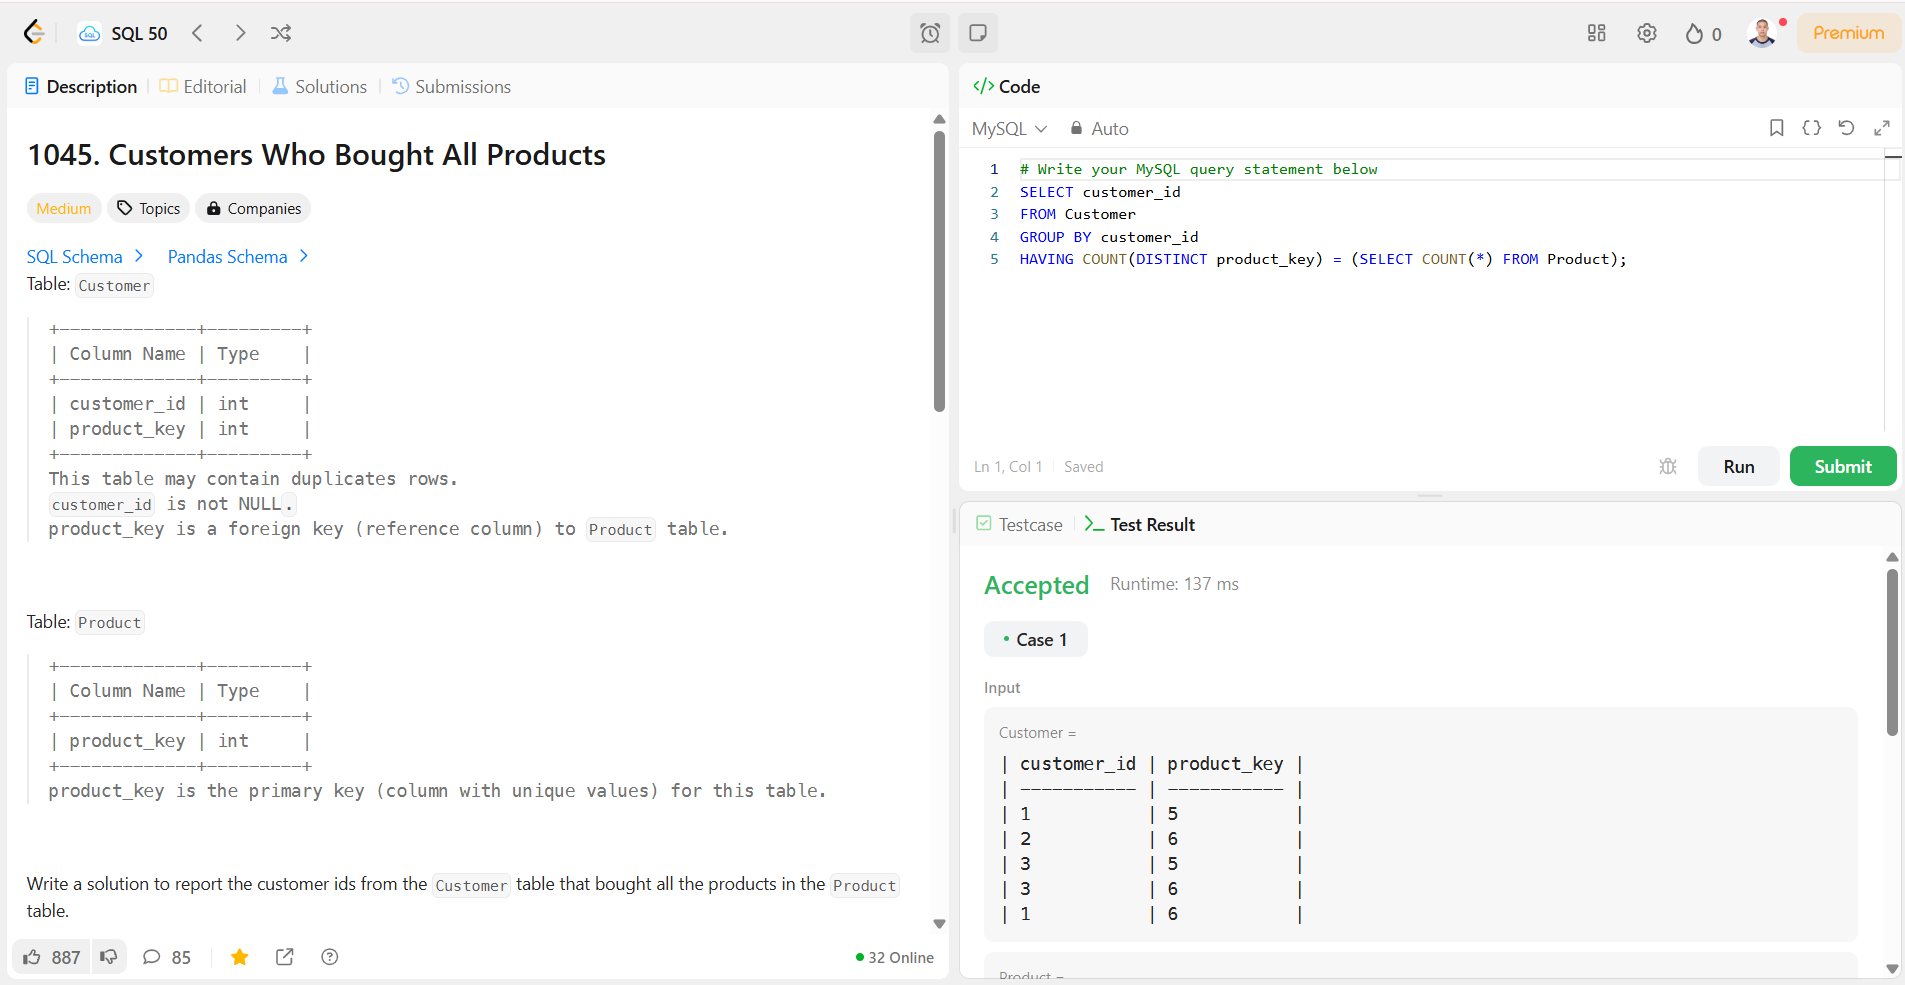 SQL 50
0
Premium
Description
Editorial
Solutions
Submissions
1045. Customers Who Bought All Products
Medium
Topics
Companies
SQL Schema
Pandas Schema
Table: Customer
+-------------+---------+
| Column Name | Type    |
+-------------+---------+
| customer_id | int     |
| product_key | int     |
+-------------+---------+
This table may contain duplicates rows.
customer_id is not NULL.
product_key is a foreign key (reference column) to Product table.
Table: Product
+-------------+---------+
| Column Name | Type    |
+-------------+---------+
| product_key | int     |
+-------------+---------+
product_key is the primary key (column with unique values) for this table.
Write a solution to report the customer ids from the Customer table that bought all the products in the Product
table.
887
85
32 Online
</> Code
MySQL
Auto
1 # Write your MySQL query statement below
2 SELECT customer_id
3 FROM Customer
4 GROUP BY customer_id
5 HAVING COUNT(DISTINCT product_key) = (SELECT COUNT(*) FROM Product);
Ln 1, Col 1
Saved
Run
Submit
Testcase
>_ Test Result
Accepted
Runtime: 137 ms
Case 1
Input
Customer =
| customer_id | product_key |
| ----------- | ----------- |
| 1           | 5           |
| 2           | 6           |
| 3           | 5           |
| 3           | 6           |
| 1           | 6           |
Product =